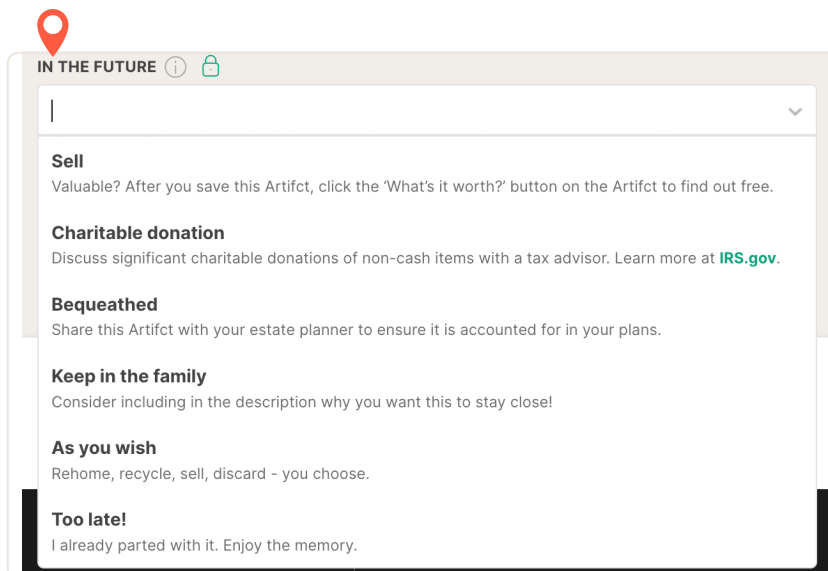 IN THE FUTURE
Sell
Valuable? After you save this Artifct, click the ‘What’s it worth?’ button on the Artifct to find out free.
Charitable donation
Discuss significant charitable donations of non-cash items with a tax advisor. Learn more at IRS.gov.
Bequeathed
Share this Artifct with your estate planner to ensure it is accounted for in your plans.
Keep in the family
Consider including in the description why you want this to stay close!
As you wish
Rehome, recycle, sell, discard - you choose.
Too late!
I already parted with it. Enjoy the memory.